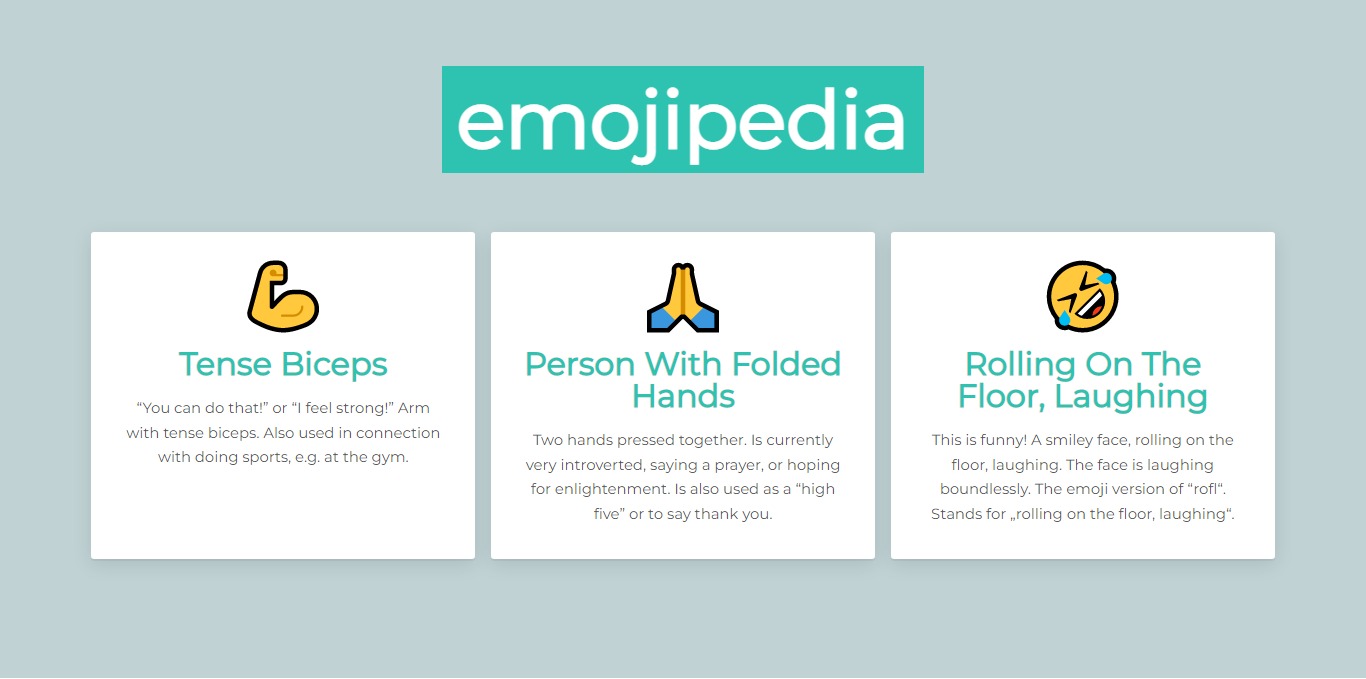 emojipedia
Tense Biceps
“You can do that!” or “I feel strong!” Arm
with tense biceps. Also used in connection
with doing sports, e.g. at the gym.
Person With Folded
Hands
Two hands pressed together. Is currently
very introverted, saying a prayer, or hoping
for enlightenment. Is also used as a “high
five” or to say thank you.
Rolling On The
Floor, Laughing
This is funny! A smiley face, rolling on the
floor, laughing. The face is laughing
boundlessly. The emoji version of “rofl“.
Stands for „rolling on the floor, laughing“.